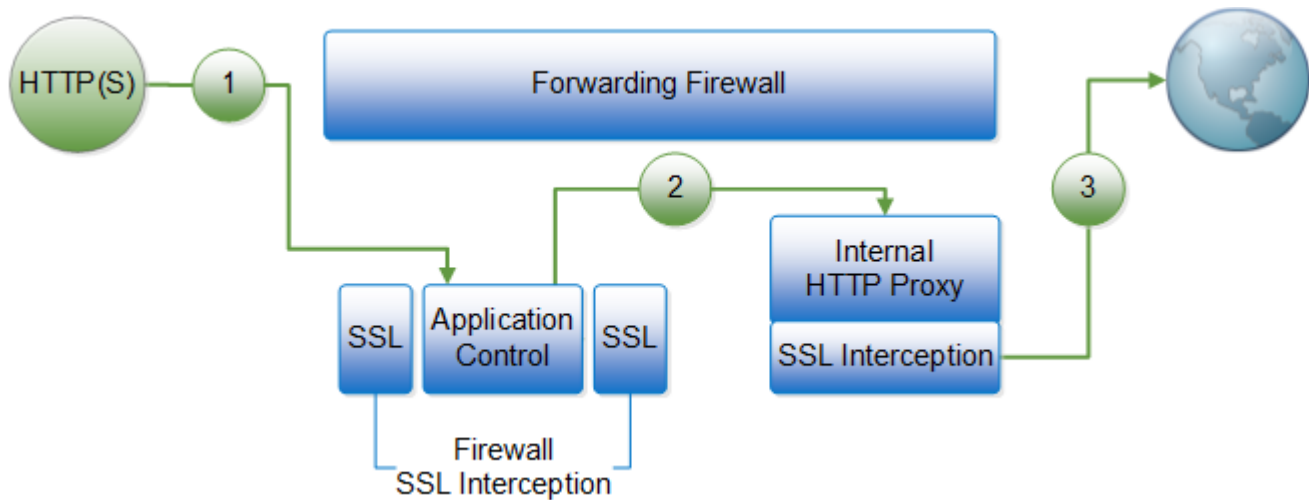 HTTP(S)
1
Forwarding Firewall
2
3
Internal
HTTP Proxy
SSL
Application
Control
SSL
SSL Interception
Firewall
SSL Interception